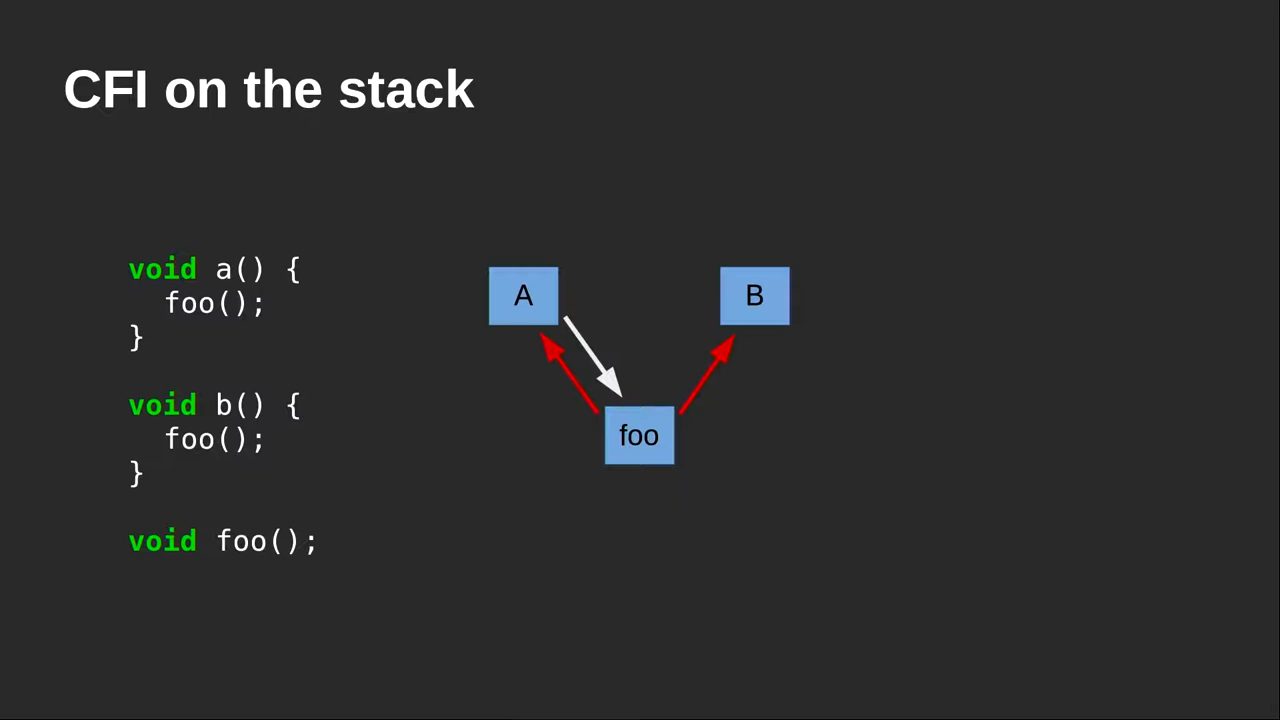 CFI on the stack
void a() {
  foo();
}
void b() {
  foo();
}
void foo();
A
B
foo